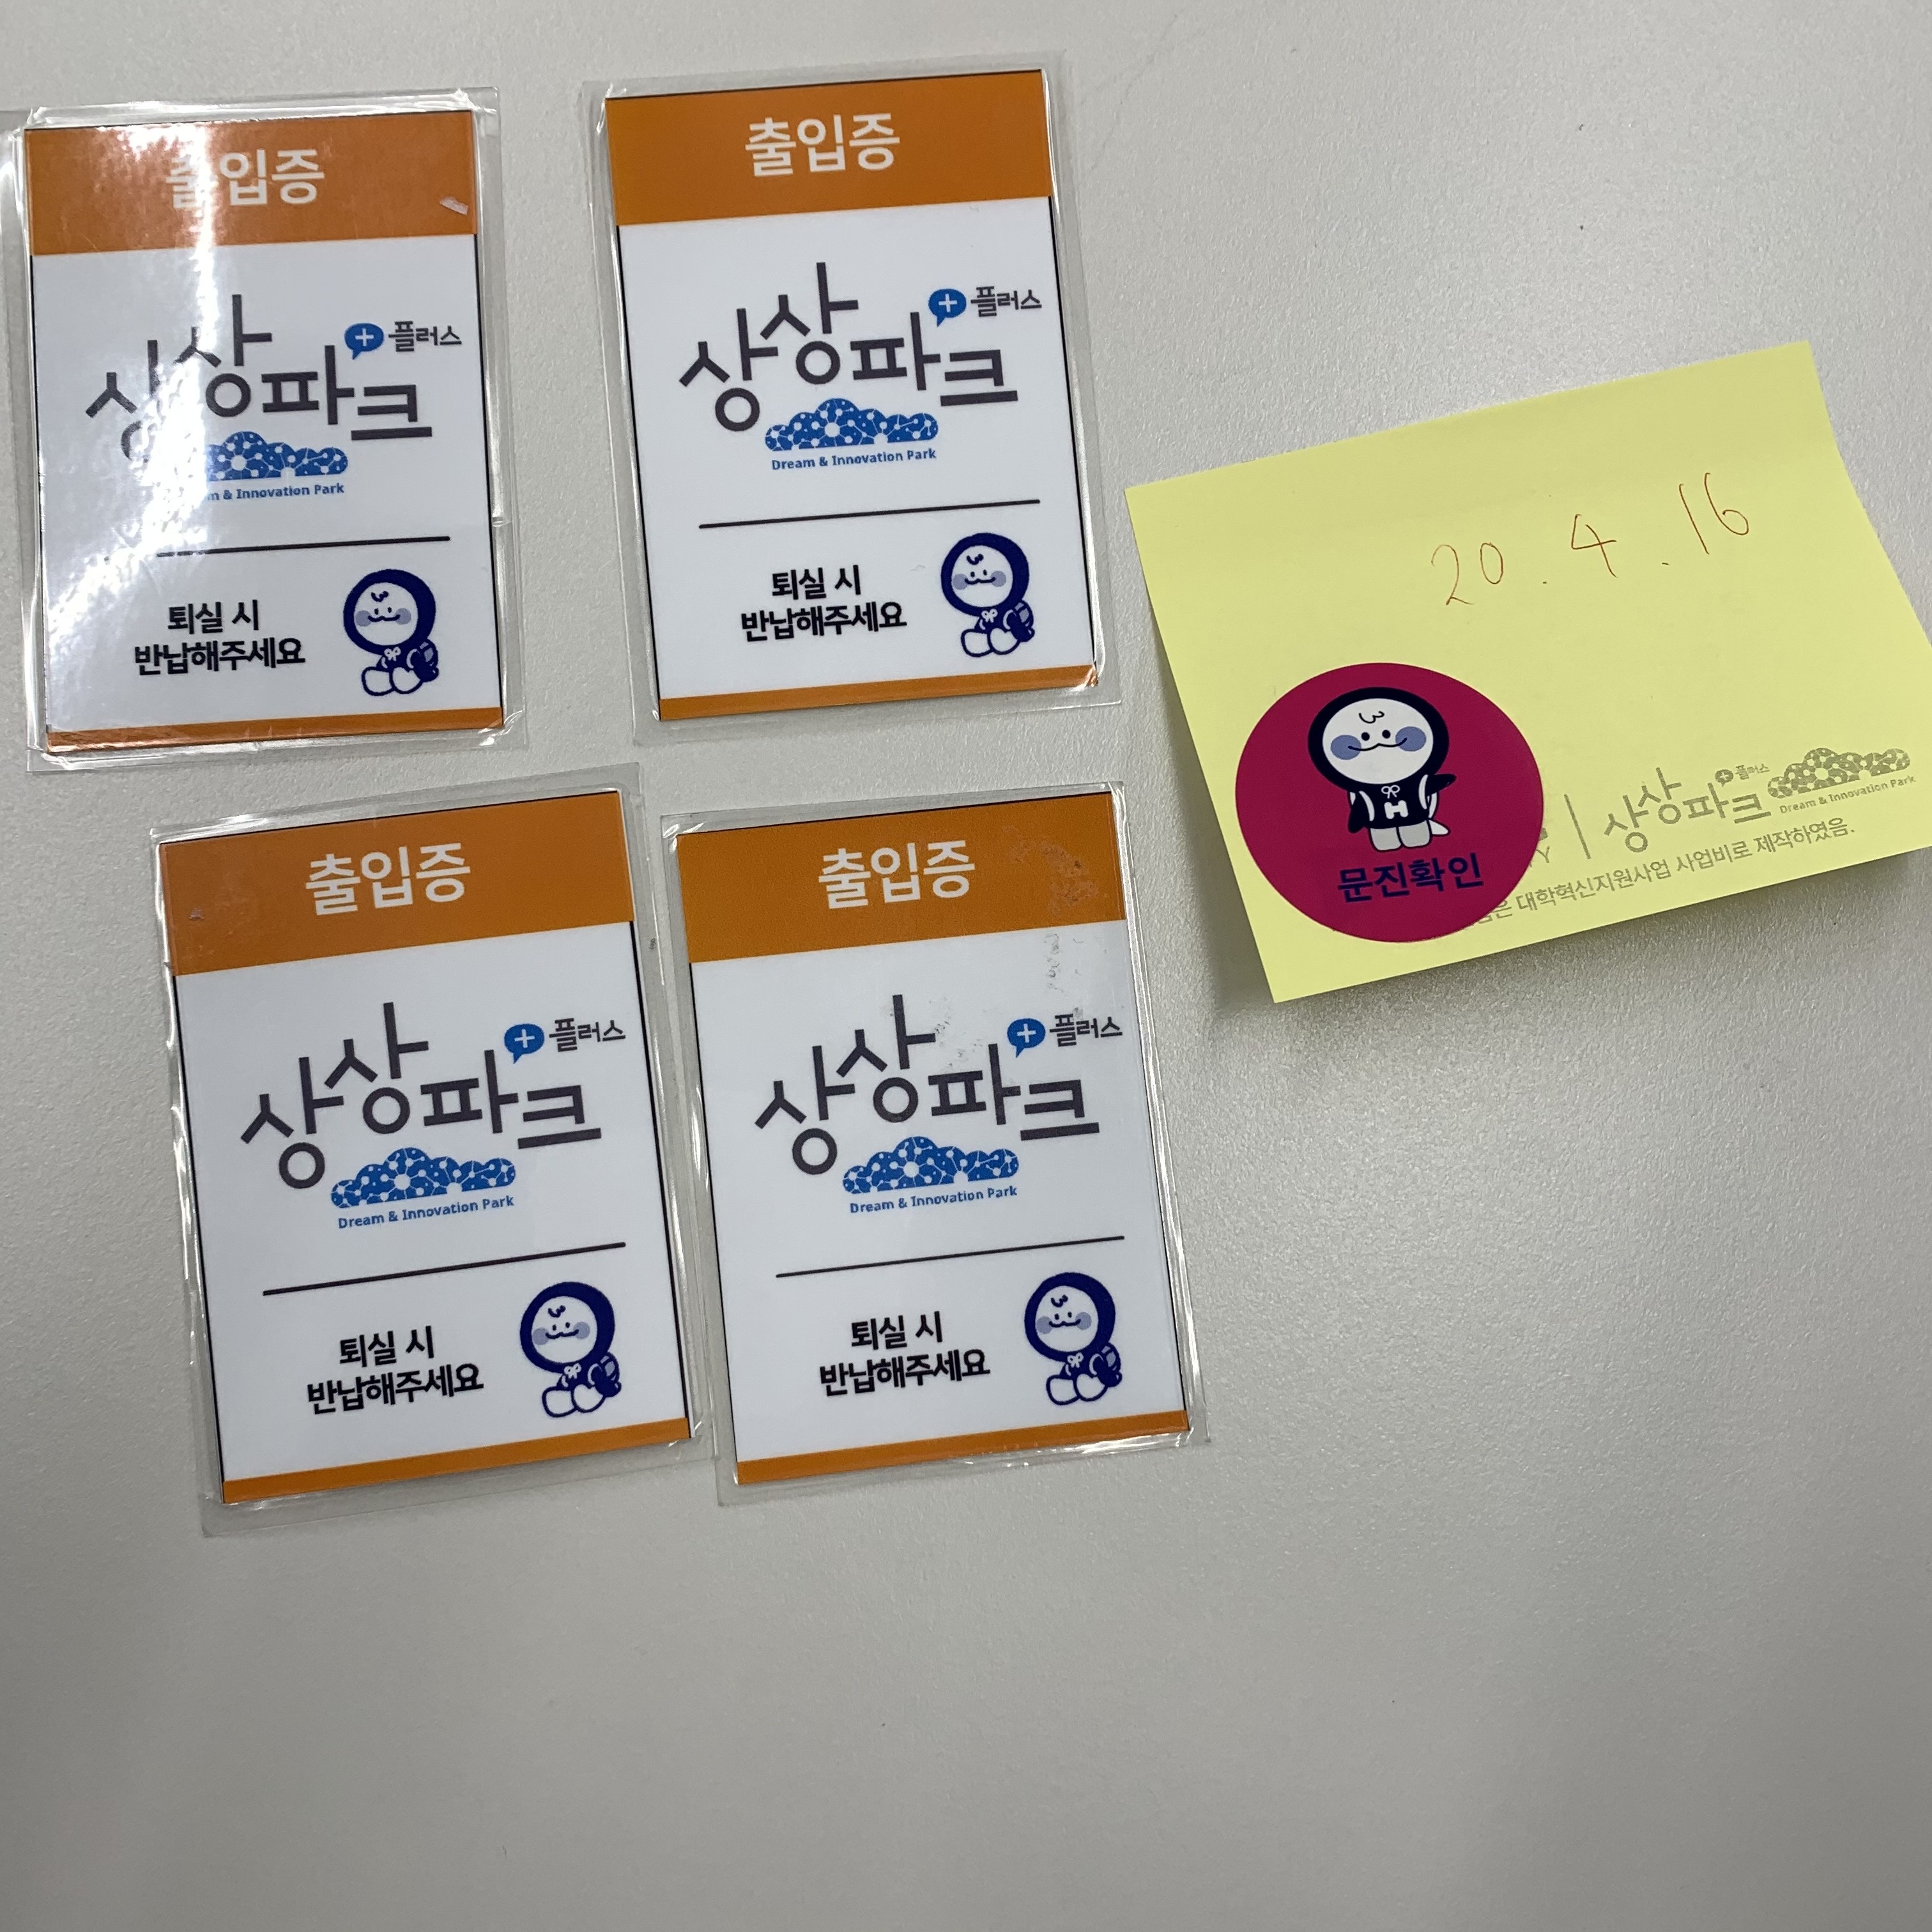 출입증
상상파크
플러스
& Innovation Park
퇴실 시
반납해주세요
출입증
상상파크
플러스
Dream & Innovation Park
퇴실 시
반납해주세요
출입증
상상파크
플러스
Dream & Innovation Park
퇴실 시
반납해주세요
출입증
상상파크
플러스
Dream & Innovation Park
퇴실 시
반납해주세요
20.4.16
H
문진확인
상상파크 플러스
Dream & Innovation Park
대학혁신지원사업 사업비로 제작하였음.